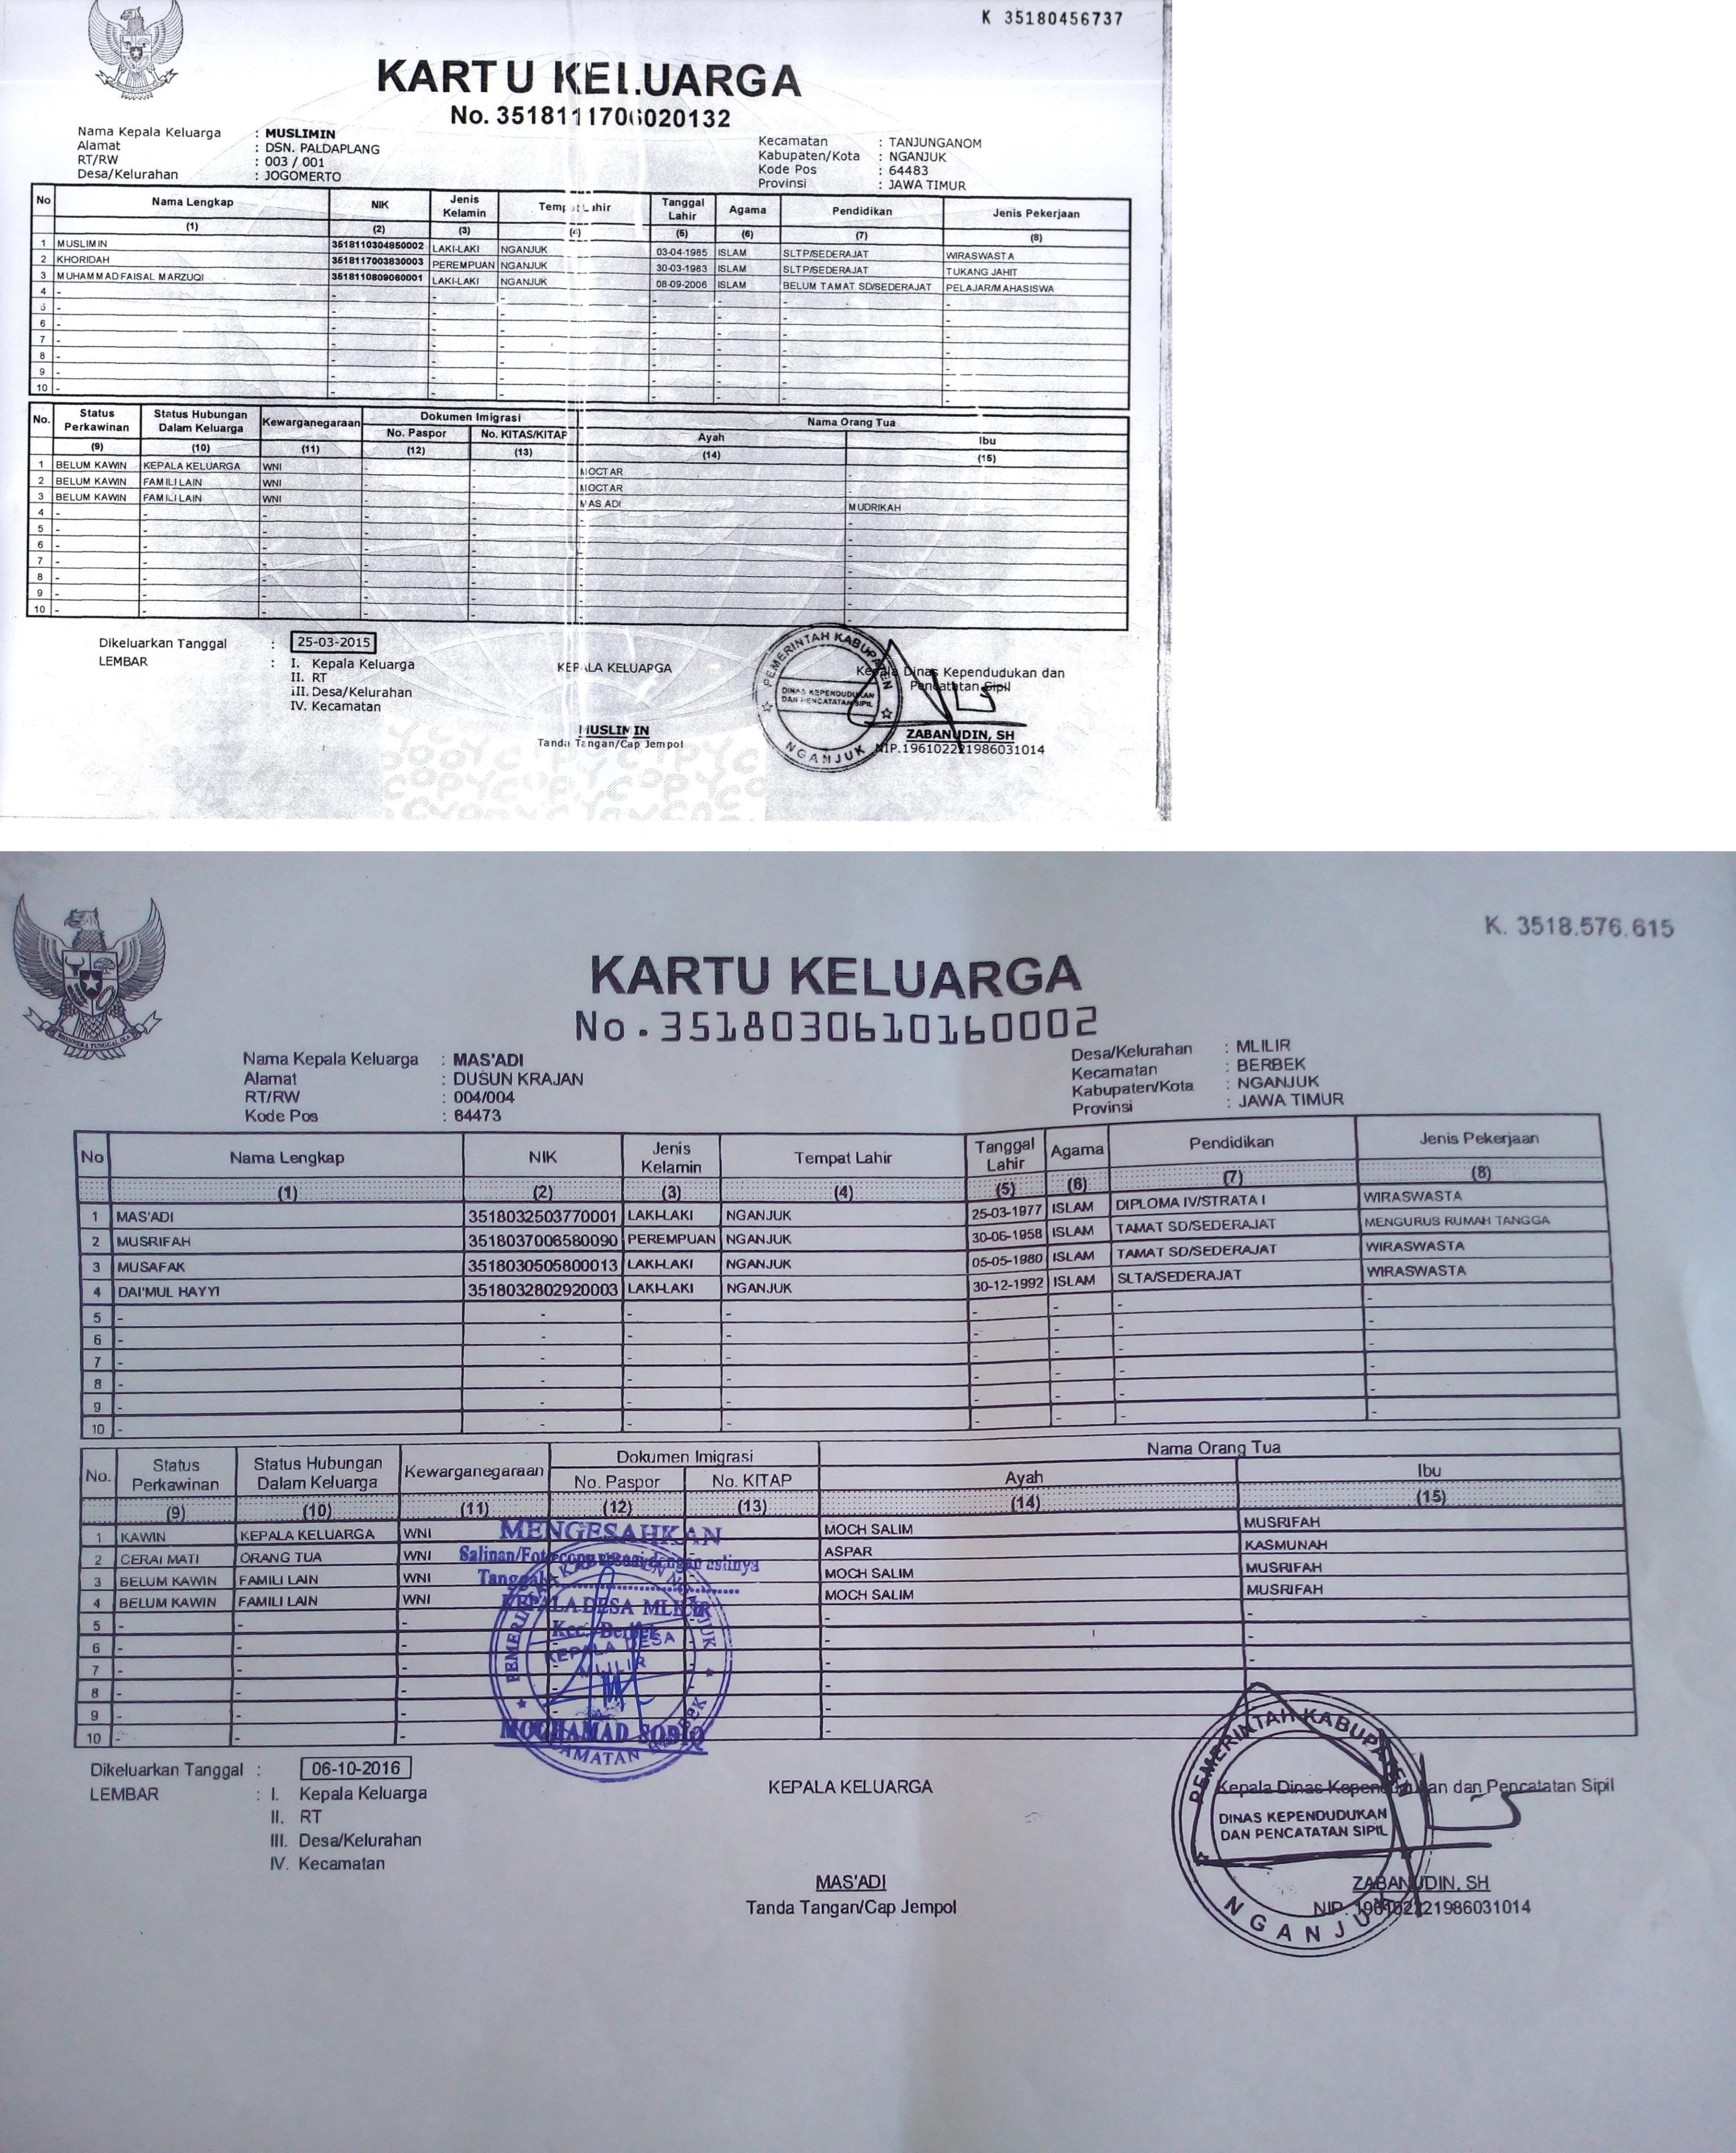 K 35180456737
KARTU KELUARGA
No. 3518111706020132
Nama Kepala Keluarga : MUSLIMIN
Alamat : DSN. PALDAPLANG
RT/RW : 003 / 001
Desa/Kelurahan : JOGOMERTO
Kecamatan : TANJUNGANOM
Kabupaten/Kota : NGANJUK
Kode Pos : 64483
Provinsi : JAWA TIMUR
No Nama Lengkap NIK Jenis Kelamin Tempat Lahir Tanggal Lahir Agama Pendidikan Jenis Pekerjaan
(1) (2) (3) (4) (5) (6) (7) (8)
1 MUSLIMIN 3518110304850002 LAKI-LAKI NGANJUK 03-04-1985 ISLAM SLTP/SEDERAJAT WIRASWASTA
2 KHORIDAH 3518117003830003 PEREMPUAN NGANJUK 30-03-1983 ISLAM SLTP/SEDERAJAT TUKANG JAHIT
3 MUHAMMAD FAISAL MARZUQI 3518110809060001 LAKI-LAKI NGANJUK 08-09-2006 ISLAM BELUM TAMAT SD/SEDERAJAT PELAJAR/MAHASISWA
4 - - - - - - - -
5 - - - - - - - -
6 - - - - - - - -
7 - - - - - - - -
8 - - - - - - - -
9 - - - - - - - -
10 - - - - - - - -
No. Status Perkawinan Status Hubungan Dalam Keluarga Kewarganegaraan Dokumen Imigrasi Nama Orang Tua
No. Paspor No. KITAS/KITAP Ayah Ibu
(9) (10) (11) (12) (13) (14) (15)
1 BELUM KAWIN KEPALA KELUARGA WNI - - MOCTAR -
2 BELUM KAWIN FAMILI LAIN WNI - - MOCTAR -
3 BELUM KAWIN FAMILI LAIN WNI - - MAS ADI MUDRIKAH
4 - - - - - - -
5 - - - - - - -
6 - - - - - - -
7 - - - - - - -
8 - - - - - - -
9 - - - - - - -
10 - - - - - - -
Dikeluarkan Tanggal : 25-03-2015
LEMBAR : I. Kepala Keluarga
II. RT
III. Desa/Kelurahan
IV. Kecamatan
KEPALA KELUARGA
MUSLIMIN
Tanda Tangan/Cap Jempol
PEMERINTAH KABUPATEN
DINAS KEPENDUDUKAN
DAN PENCATATAN SIPIL
NGANJUK
Kepala Dinas Kependudukan dan
Pencatatan Sipil
ZABANUDIN, SH
NIP.196102221986031014
K. 3518.576.615
KARTU KELUARGA
No. 3518030610160002
Nama Kepala Keluarga : MAS'ADI
Alamat : DUSUN KRAJAN
RT/RW : 004/004
Kode Pos : 64473
Desa/Kelurahan : MLILIR
Kecamatan : BERBEK
Kabupaten/Kota : NGANJUK
Provinsi : JAWA TIMUR
No Nama Lengkap NIK Jenis Kelamin Tempat Lahir Tanggal Lahir Agama Pendidikan Jenis Pekerjaan
(1) (2) (3) (4) (5) (6) (7) (8)
1 MAS'ADI 3518032503770001 LAKI-LAKI NGANJUK 25-03-1977 ISLAM DIPLOMA IV/STRATA I WIRASWASTA
2 MUSRIFAH 3518037006580090 PEREMPUAN NGANJUK 30-06-1958 ISLAM TAMAT SD/SEDERAJAT MENGURUS RUMAH TANGGA
3 MUSAFAK 3518030505800013 LAKI-LAKI NGANJUK 05-05-1980 ISLAM TAMAT SD/SEDERAJAT WIRASWASTA
4 DAI'MUL HAYYI 3518032802920003 LAKI-LAKI NGANJUK 30-12-1992 ISLAM SLTA/SEDERAJAT WIRASWASTA
5 - - - - - - - -
6 - - - - - - - -
7 - - - - - - - -
8 - - - - - - - -
9 - - - - - - - -
10 - - - - - - - -
No. Status Perkawinan Status Hubungan Dalam Keluarga Kewarganegaraan Dokumen Imigrasi Nama Orang Tua
No. Paspor No. KITAP Ayah Ibu
(9) (10) (11) (12) (13) (14) (15)
1 KAWIN KEPALA KELUARGA WNI MOCH SALIM MUSRIFAH
2 CERAI MATI ORANG TUA WNI ASPAR KASMUNAH
3 BELUM KAWIN FAMILI LAIN WNI MOCH SALIM MUSRIFAH
4 BELUM KAWIN FAMILI LAIN WNI MOCH SALIM MUSRIFAH
5 - - - - -
6 - - - - -
7 - - - - -
8 - - - -
9 - - - -
10 - - - -
MENGESAHKAN
Salinan/Fotocopy sesuai dengan aslinya
Tanggal
KEPALA DESA MLILIR
Kec. Berbek
KEPALA DESA
MLILIR
MOCHAMAD SODIQ
Dikeluarkan Tanggal : 06-10-2016
LEMBAR : I. Kepala Keluarga
II. RT
III. Desa/Kelurahan
IV. Kecamatan
KEPALA KELUARGA
MAS'ADI
Tanda Tangan/Cap Jempol
PEMERINTAH KABUPATEN
Kepala Dinas Kependudukan dan Pencatatan Sipil
DINAS KEPENDUDUKAN
DAN PENCATATAN SIPIL
NGANJUK
ZABANUDIN, SH
NIP. 196102221986031014